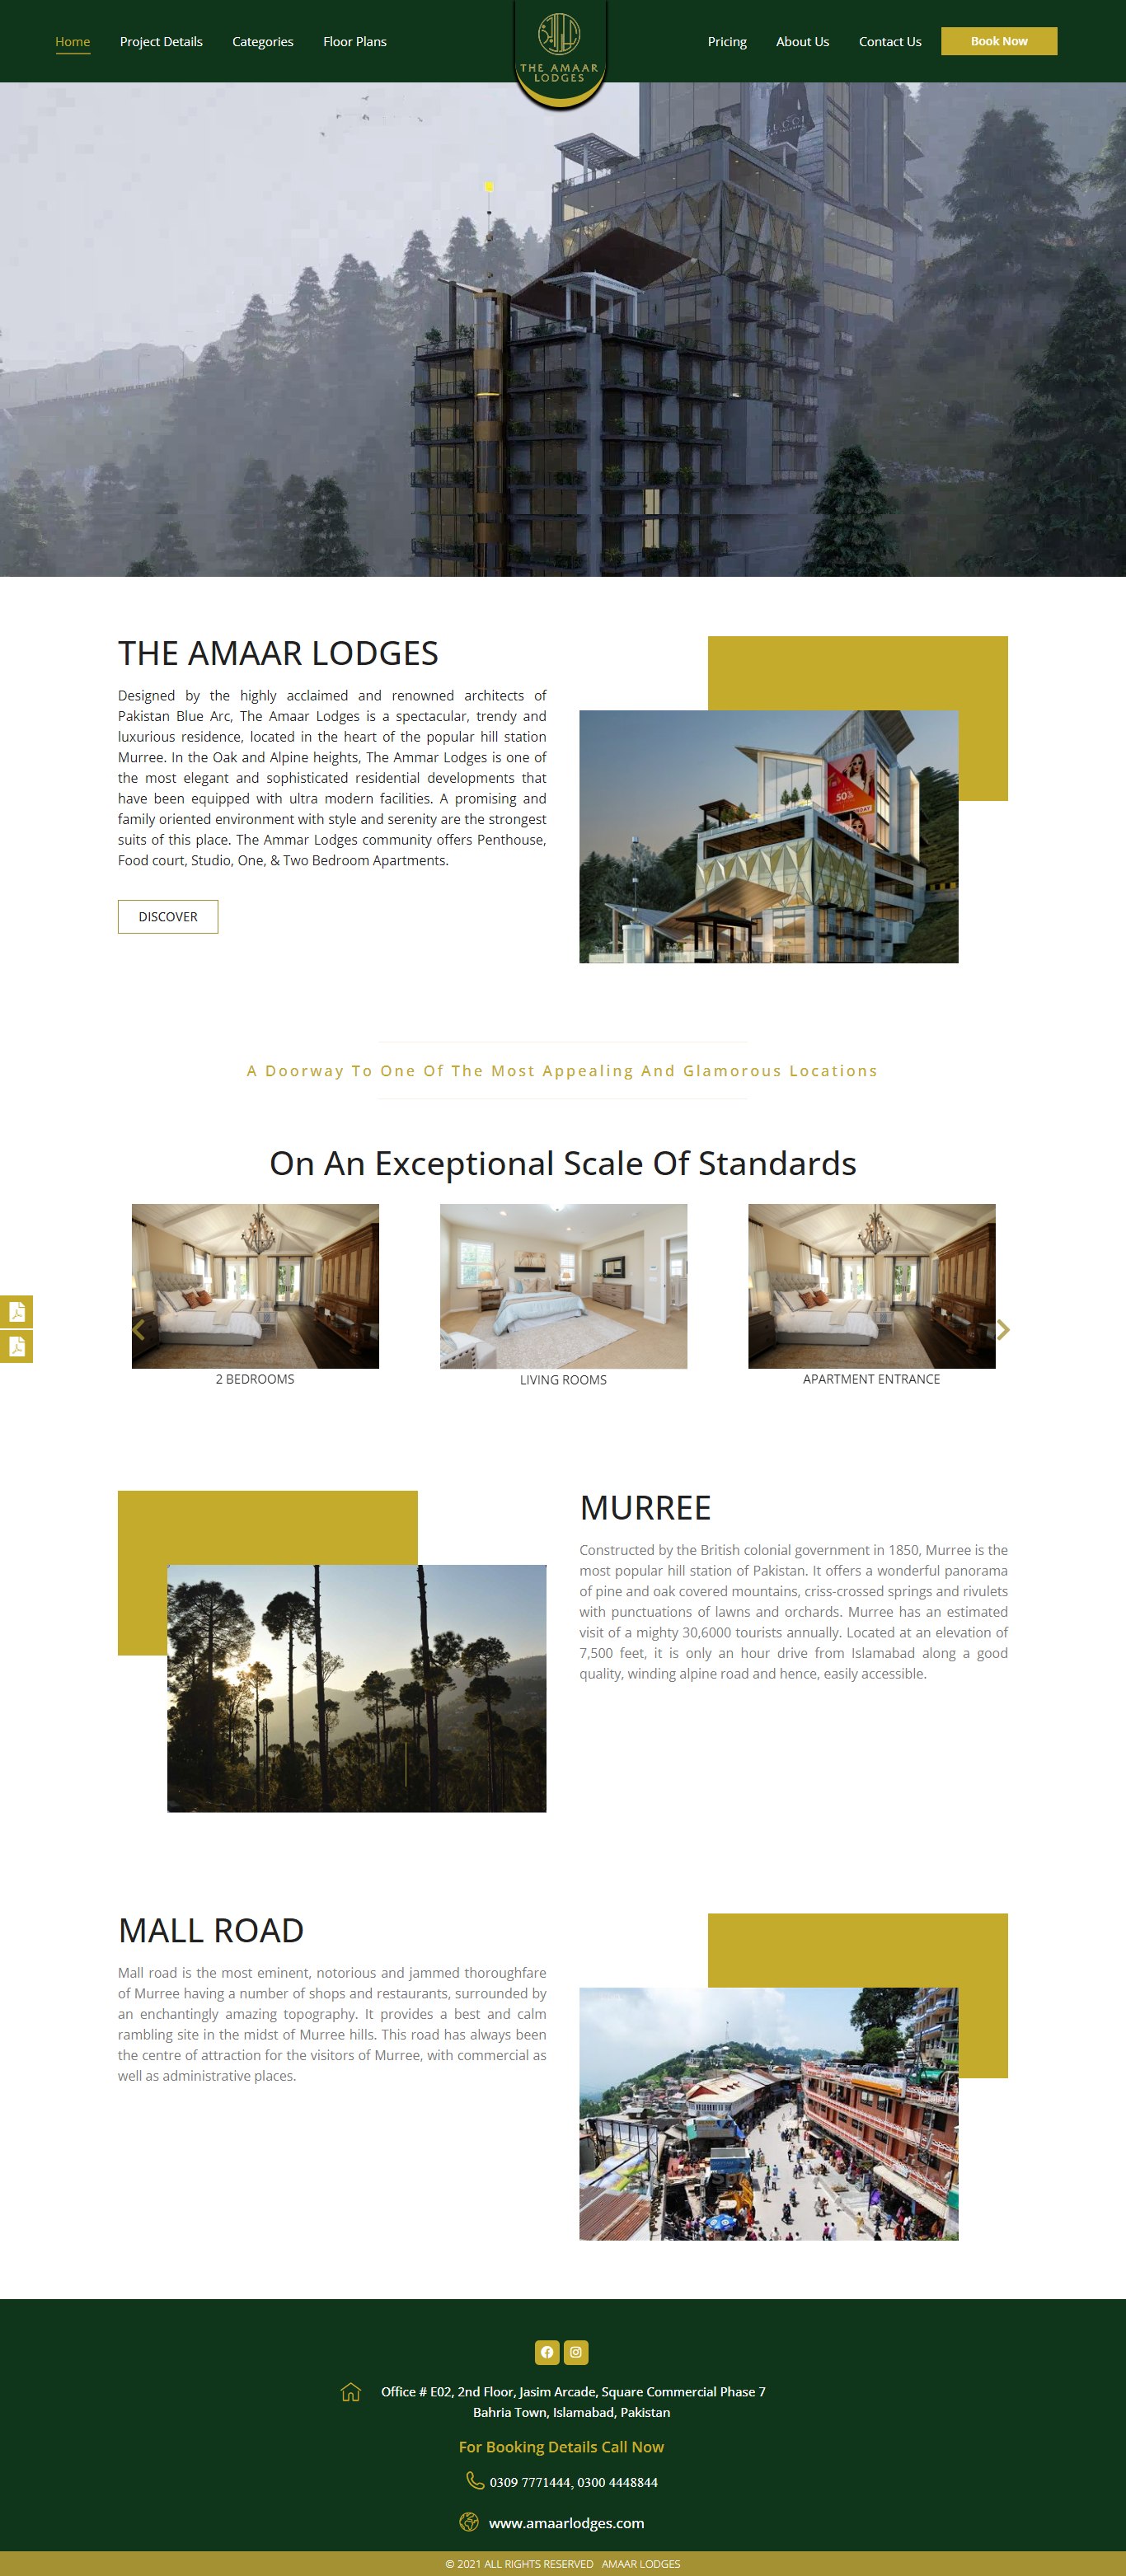 Home Project Details Categories Floor Plans
THE AMAAR
LODGES
Pricing About Us Contact Us Book Now
GUCCI
THE AMAAR LODGES
Designed by the highly acclaimed and renowned architects of
Pakistan Blue Arc, The Amaar Lodges is a spectacular, trendy and
luxurious residence, located in the heart of the popular hill station
Murree. In the Oak and Alpine heights, The Ammar Lodges is one of
the most elegant and sophisticated residential developments that
have been equipped with ultra modern facilities. A promising and
family oriented environment with style and serenity are the strongest
suits of this place. The Ammar Lodges community offers Penthouse,
Food court, Studio, One, & Two Bedroom Apartments.
DISCOVER
50%
A Doorway To One Of The Most Appealing And Glamorous Locations
On An Exceptional Scale Of Standards
2 BEDROOMS
LIVING ROOMS
APARTMENT ENTRANCE
MURREE
Constructed by the British colonial government in 1850, Murree is the
most popular hill station of Pakistan. It offers a wonderful panorama
of pine and oak covered mountains, criss-crossed springs and rivulets
with punctuations of lawns and orchards. Murree has an estimated
visit of a mighty 30,6000 tourists annually. Located at an elevation of
7,500 feet, it is only an hour drive from Islamabad along a good
quality, winding alpine road and hence, easily accessible.
MALL ROAD
Mall road is the most eminent, notorious and jammed thoroughfare
of Murree having a number of shops and restaurants, surrounded by
an enchantingly amazing topography. It provides a best and calm
rambling site in the midst of Murree hills. This road has always been
the centre of attraction for the visitors of Murree, with commercial as
well as administrative places.
Office # E02, 2nd Floor, Jasim Arcade, Square Commercial Phase 7
Bahria Town, Islamabad, Pakistan
For Booking Details Call Now
0309 7771444, 0300 4448844
www.amaarlodges.com
© 2021 ALL RIGHTS RESERVED AMAAR LODGES